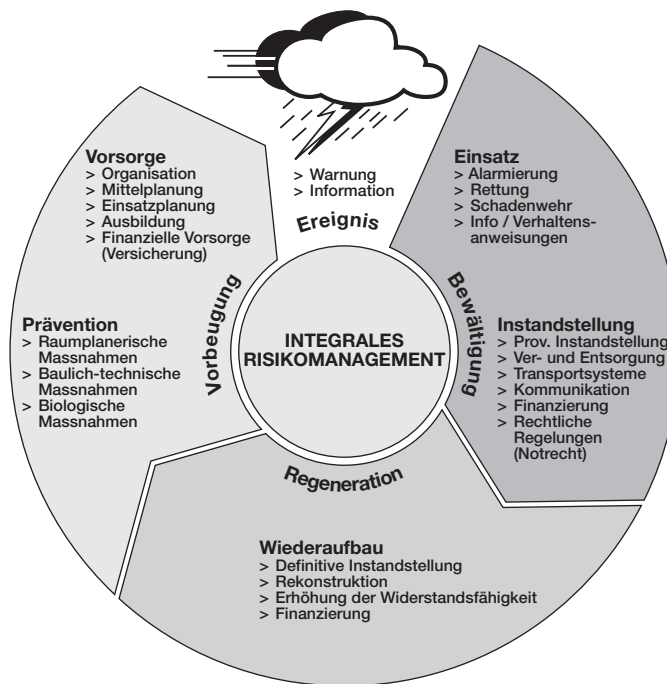 Vorsorge
> Organisation
> Mittelplanung
> Einsatzplanung
> Ausbildung
> Finanzielle Vorsorge
(Versicherung)
Prävention
> Raumplanerische
Massnahmen
> Baulich-technische
Massnahmen
> Biologische
Massnahmen
Vorbeugung
> Warnung
> Information
Ereignis
INTEGRALES
RISIKOMANAGEMENT
Einsatz
> Alarmierung
> Rettung
> Schadenwehr
> Info / Verhaltens-
anweisungen
Bewältigung
Instandstellung
> Prov. Instandstellung
> Ver- und Entsorgung
> Transportsysteme
> Kommunikation
> Finanzierung
> Rechtliche
Regelungen
(Notrecht)
Regeneration
Wiederaufbau
> Definitive Instandstellung
> Rekonstruktion
> Erhöhung der Widerstandsfähigkeit
> Finanzierung